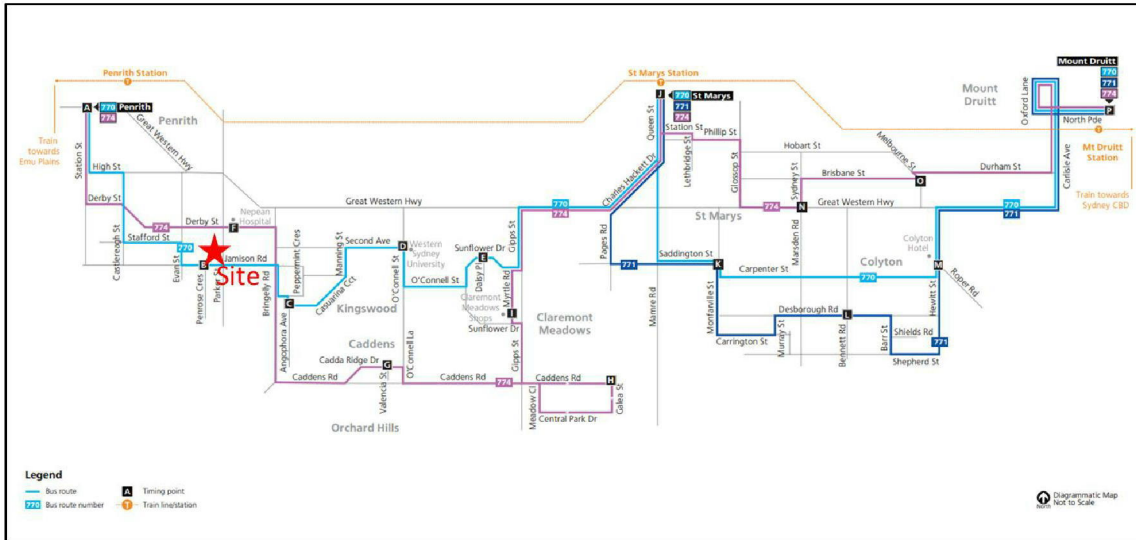 Penrith Station
St Marys Station
Mount Druitt
770
771
774
A
770 Penrith
774
Penrith
Great Western Hwy
Train
towards
Emu Plains
Station St
High St
Derby St
774
Derby St
F
Nepean
Hospital
Stafford St
770
Castlereagh St
Evan St
B
Jamison Rd
Site
Penrose Cres
Parker St
Bringelly Rd
Peppermint Cres
C
Angophora Ave
Casuarina Cct
Manning St
Second Ave
D
Western
Sydney
University
O'Connell St
O'Connell St
Kingswood
Great Western Hwy
Sunflower Dr
E
Daby Pl
Gipps St
Myrtle Rd
Claremont
Meadows
Shops
I
Sunflower Dr
Claremont
Meadows
Gipps St
Caddens
Cadda Ridge Dr
G
Caddens Rd
Valencia St
O'Connell La
Caddens Rd
774
Caddens Rd
H
Galea St
Meadow Cl
Central Park Dr
Orchard Hills
J
770 St Marys
771
774
Queen St
Station St
Phillip St
Lethbridge St
Charles Hackett Dr
770
774
Glossop St
Hobart St
Melbourne St
Brisbane St
O
Durham St
Sydney St
774
N
Great Western Hwy
St Marys
Pages Rd
771
Mamre Rd
Saddington St
K
Carpenter St
770
Colyton
Colyton
Hotel
M
Roper Rd
Marsden Rd
Monfarville St
Desborough Rd
L
Carrington St
Murray St
Bennett Rd
Barr St
Shields Rd
Hewitt St
771
Shepherd St
770
771
Mount
Druitt
Oxford Lane
P
North Pde
Carlisle Ave
Mt Druitt
Station
Train towards
Sydney CBD
Legend
Bus route
A Timing point
770 Bus route number
T Train line/station
North
Diagrammatic Map
Not to Scale